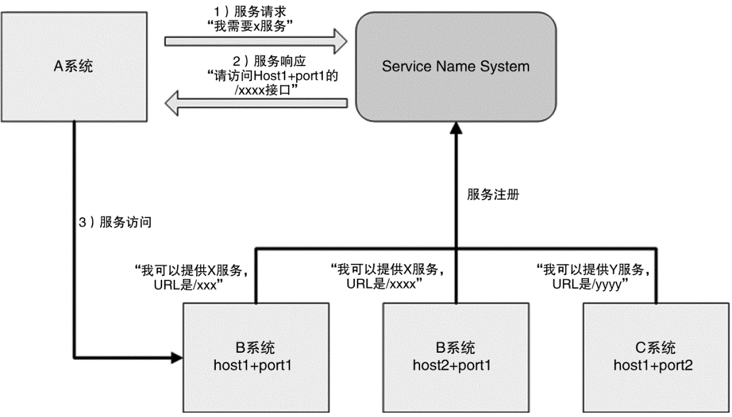 1）服务请求
“我需要x服务”
A系统
Service Name System
2）服务响应
“请访问Host1+port1的
/xxxx接口”
服务注册
3）服务访问
“我可以提供X服务，
URL是/xxx”
“我可以提供X服务，
URL是/xxxx”
“我可以提供Y服务，
URL是/yyyy”
B系统
host1+port1
B系统
host2+port1
C系统
host1+port2